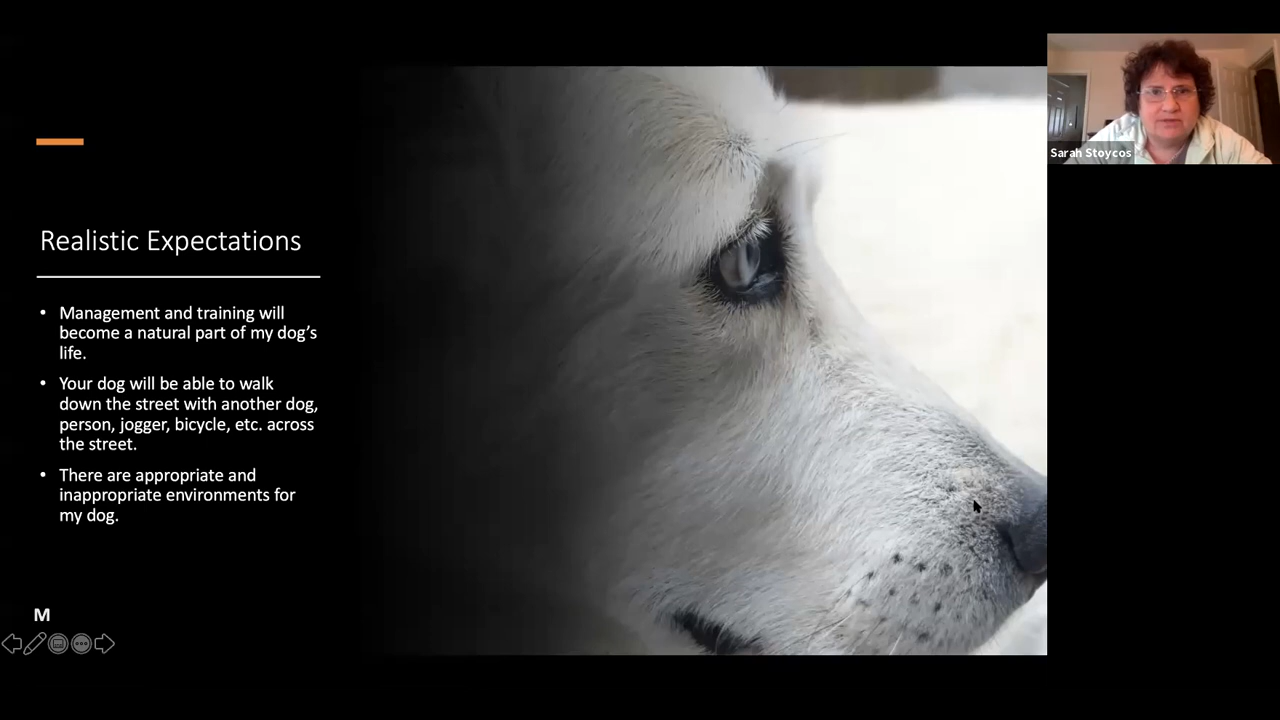 Sarah Stoycos
Realistic Expectations
• Management and training will
become a natural part of my dog’s
life.
• Your dog will be able to walk
down the street with another dog,
person, jogger, bicycle, etc. across
the street.
• There are appropriate and
inappropriate environments for
my dog.
M